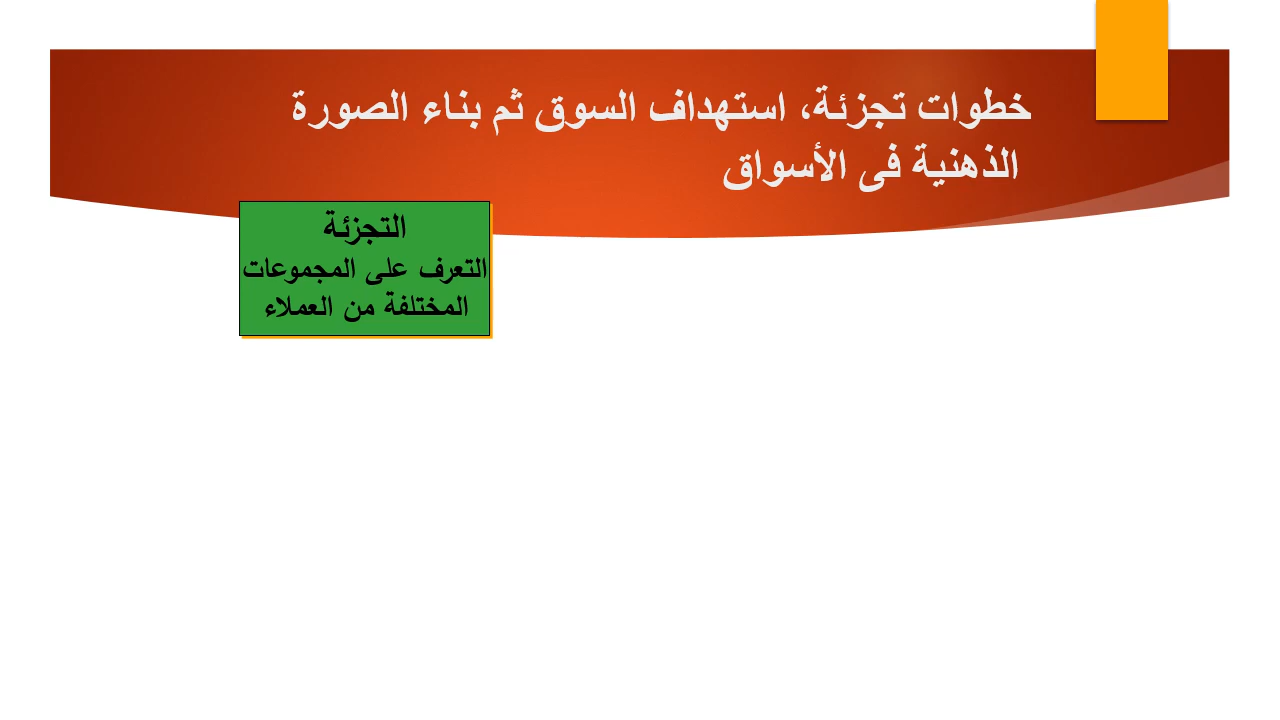 خطوات تجزئة، استهداف السوق ثم بناء الصورة
الذهنية فى الأسواق
التجزئة
التعرف على المجموعات
المختلفة من العملاء